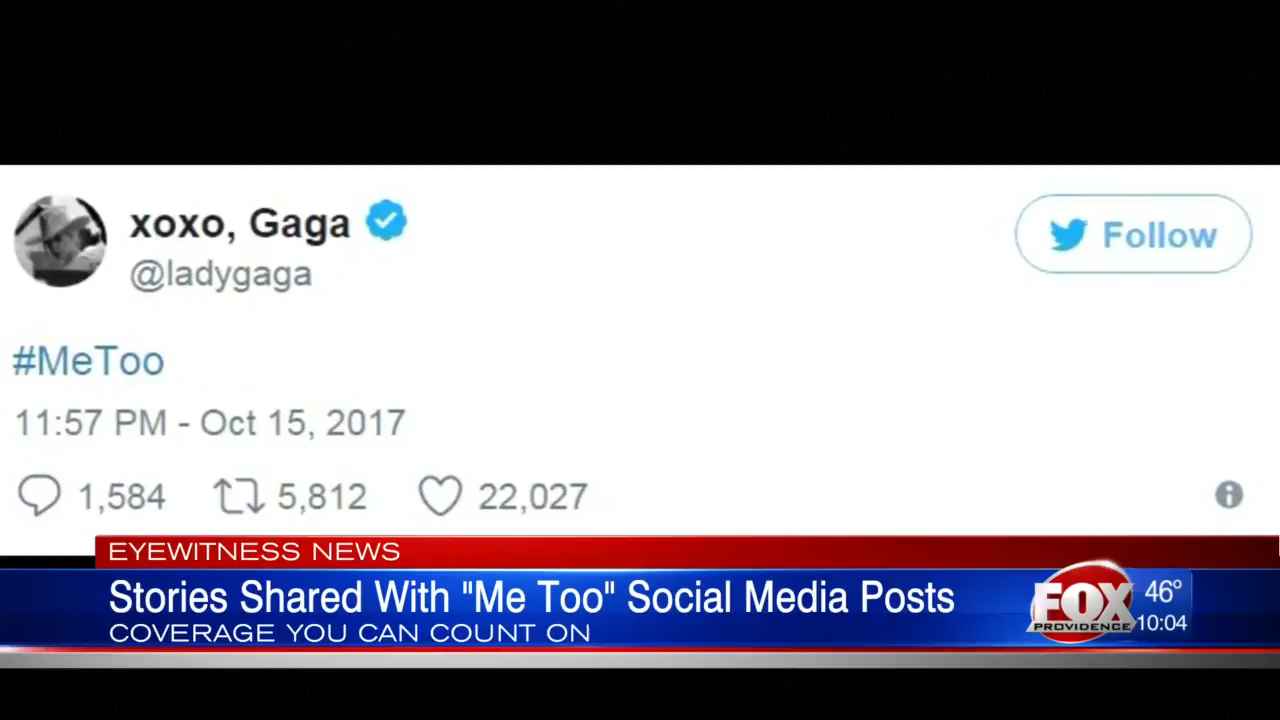 xoxo, Gaga
@ladygaga
Follow
#MeToo
11:57 PM - Oct 15, 2017
1,584 5,812 22,027
EYEWITNESS NEWS
Stories Shared With "Me Too" Social Media Posts
COVERAGE YOU CAN COUNT ON
FOX
PROVIDENCE
46°
10:04